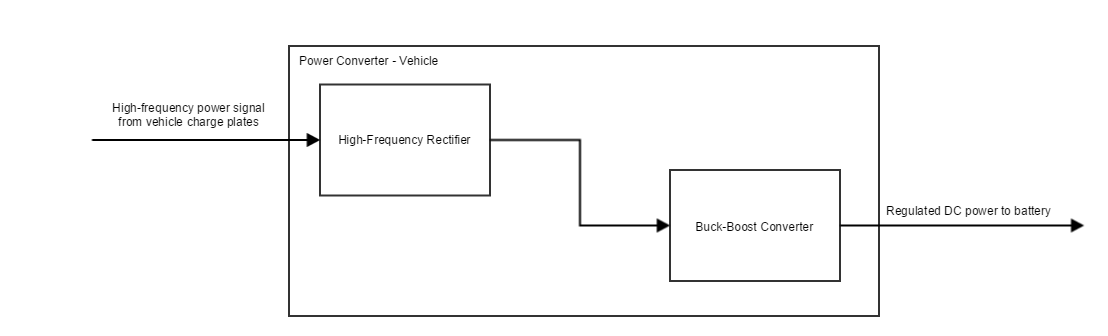 Power Converter - Vehicle
High-frequency power signal
from vehicle charge plates
High-Frequency Rectifier
Regulated DC power to battery
Buck-Boost Converter